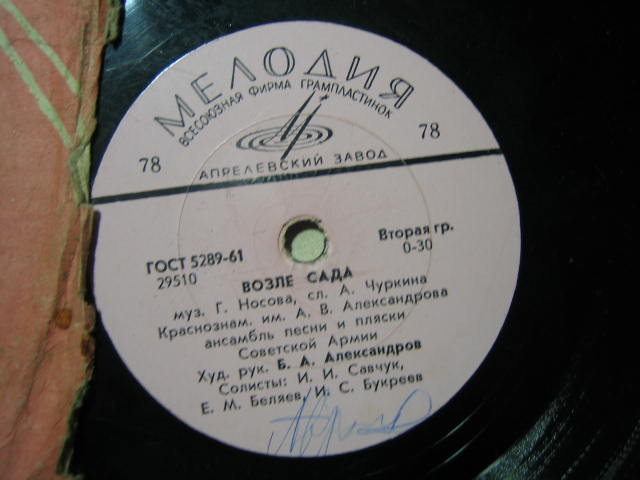 МЕЛОДИЯ
ВСЕСОЮЗНАЯ ФИРМА ГРАМПЛАСТИНОК
78 78
АПРЕЛЕВСКИЙ ЗАВОД
ГОСТ 5289-61 Вторая гр.
29510 0-30
ВОЗЛЕ САДА
муз. Г. Носова, сл. А. Чуркина
Краснознам. им. А. В. Александрова
ансамбль песни и пляски
Советской Армии
Худ. рук. Б. А. Александров
Солисты: И. И. Савчук,
Е. М. Беляев, И. С. Букреев